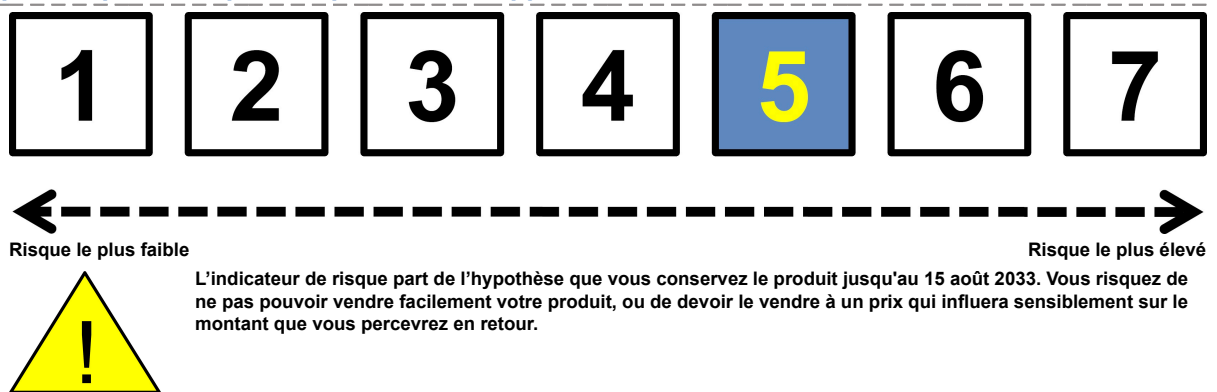 1 2 3 4 5 6 7
Risque le plus faible Risque le plus élevé
L’indicateur de risque part de l’hypothèse que vous conservez le produit jusqu'au 15 août 2033. Vous risquez de
ne pas pouvoir vendre facilement votre produit, ou de devoir le vendre à un prix qui influera sensiblement sur le
montant que vous percevrez en retour.
!